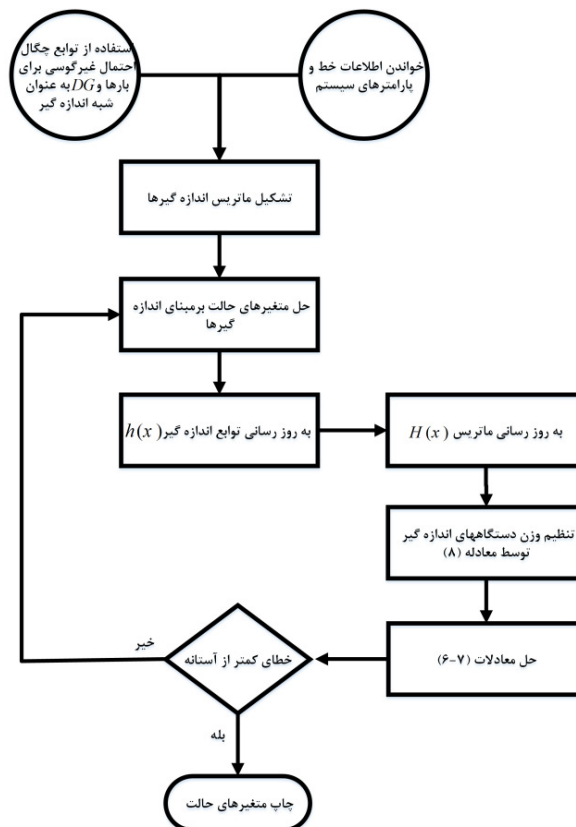 استفاده از توابع چگال
احتمال غیرگوسی برای
بارها و DG به عنوان
شبه اندازه گیر
خواندن اطلاعات خط و
پارامترهای سیستم
تشکیل ماتریس اندازه گیرها
حل متغیرهای حالت برمبنای اندازه
گیرها
به روز رسانی توابع اندازه گیر h(x)
به روز رسانی ماتریس H(x)
تنظیم وزن دستگاههای اندازه گیر
توسط معادله (۸)
حل معادلات (۷-۶)
خطای کمتر از آستانه
خیر
بله
چاپ متغیرهای حالت